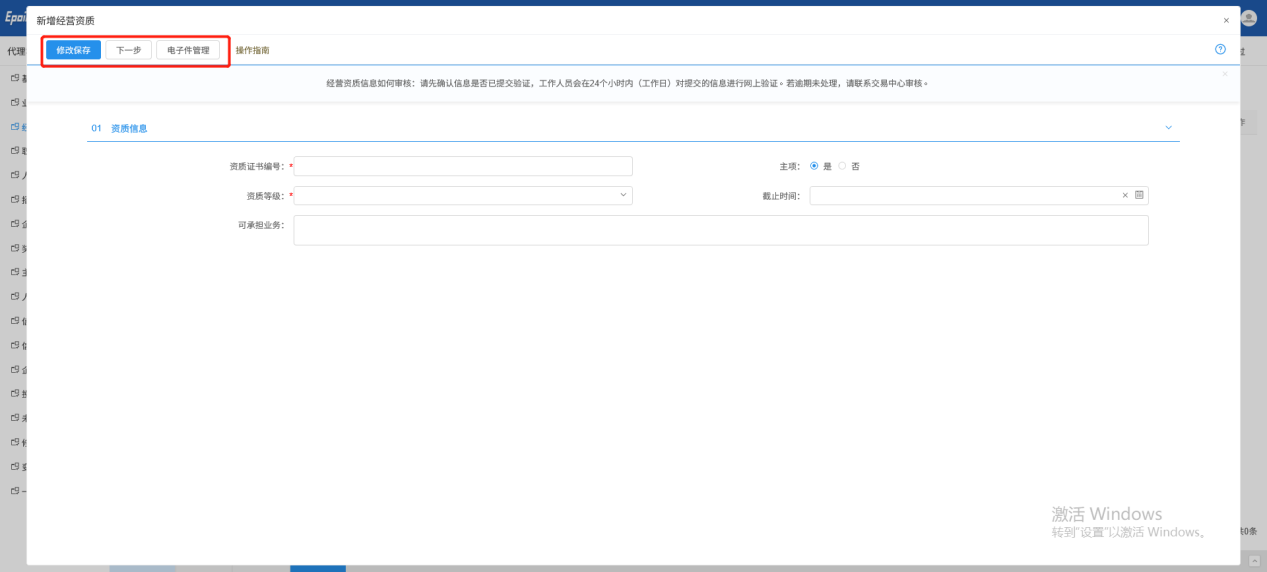 新增经营资质
×
修改保存 下一步 电子件管理 操作指南
代理
经营资质信息如何审核：请先确认信息是否已提交验证，工作人员会在24个小时内（工作日）对提交的信息进行网上验证。若逾期未处理，请联系交易中心审核。
01 资质信息
资质证书编号：*
主项： 是 否
资质等级：*
截止时间：
可承担业务：
激活 Windows
转到"设置"以激活 Windows。
共0条